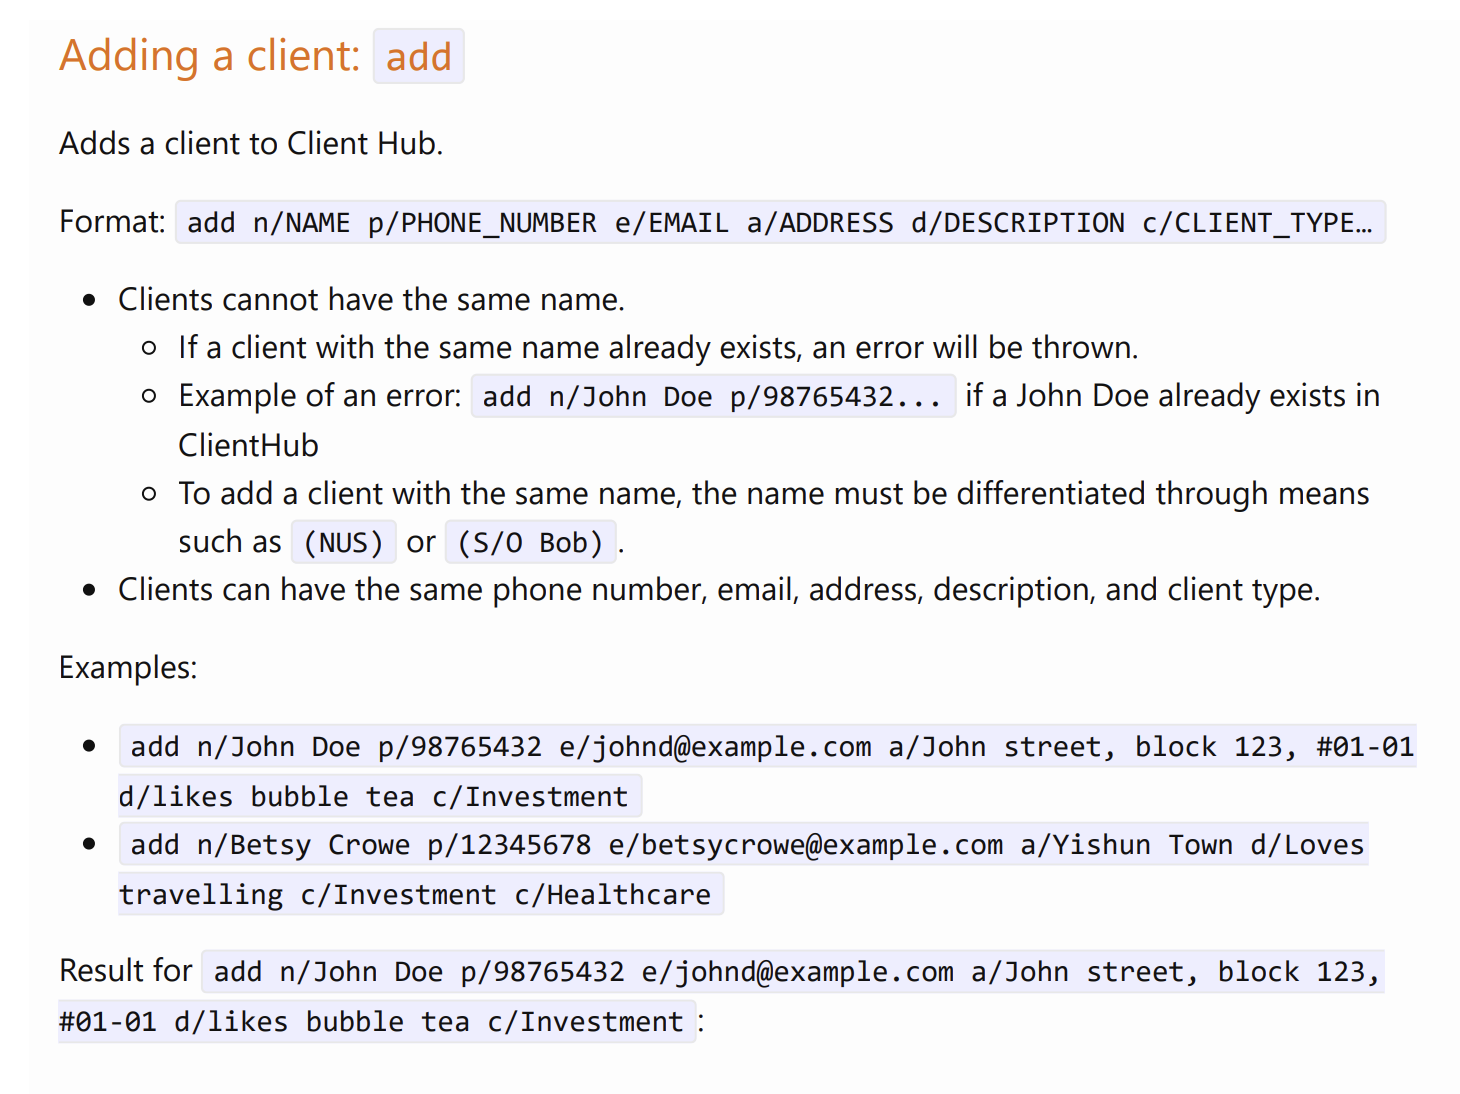 Adding a client: add
Adds a client to Client Hub.
Format: add n/NAME p/PHONE_NUMBER e/EMAIL a/ADDRESS d/DESCRIPTION c/CLIENT_TYPE…
• Clients cannot have the same name.
◦ If a client with the same name already exists, an error will be thrown.
◦ Example of an error: add n/John Doe p/98765432... if a John Doe already exists in
ClientHub
◦ To add a client with the same name, the name must be differentiated through means
such as (NUS) or (S/O Bob).
• Clients can have the same phone number, email, address, description, and client type.
Examples:
• add n/John Doe p/98765432 e/johnd@example.com a/John street, block 123, #01-01
d/likes bubble tea c/Investment
• add n/Betsy Crowe p/12345678 e/betsycrowe@example.com a/Yishun Town d/Loves
travelling c/Investment c/Healthcare
Result for add n/John Doe p/98765432 e/johnd@example.com a/John street, block 123,
#01-01 d/likes bubble tea c/Investment: